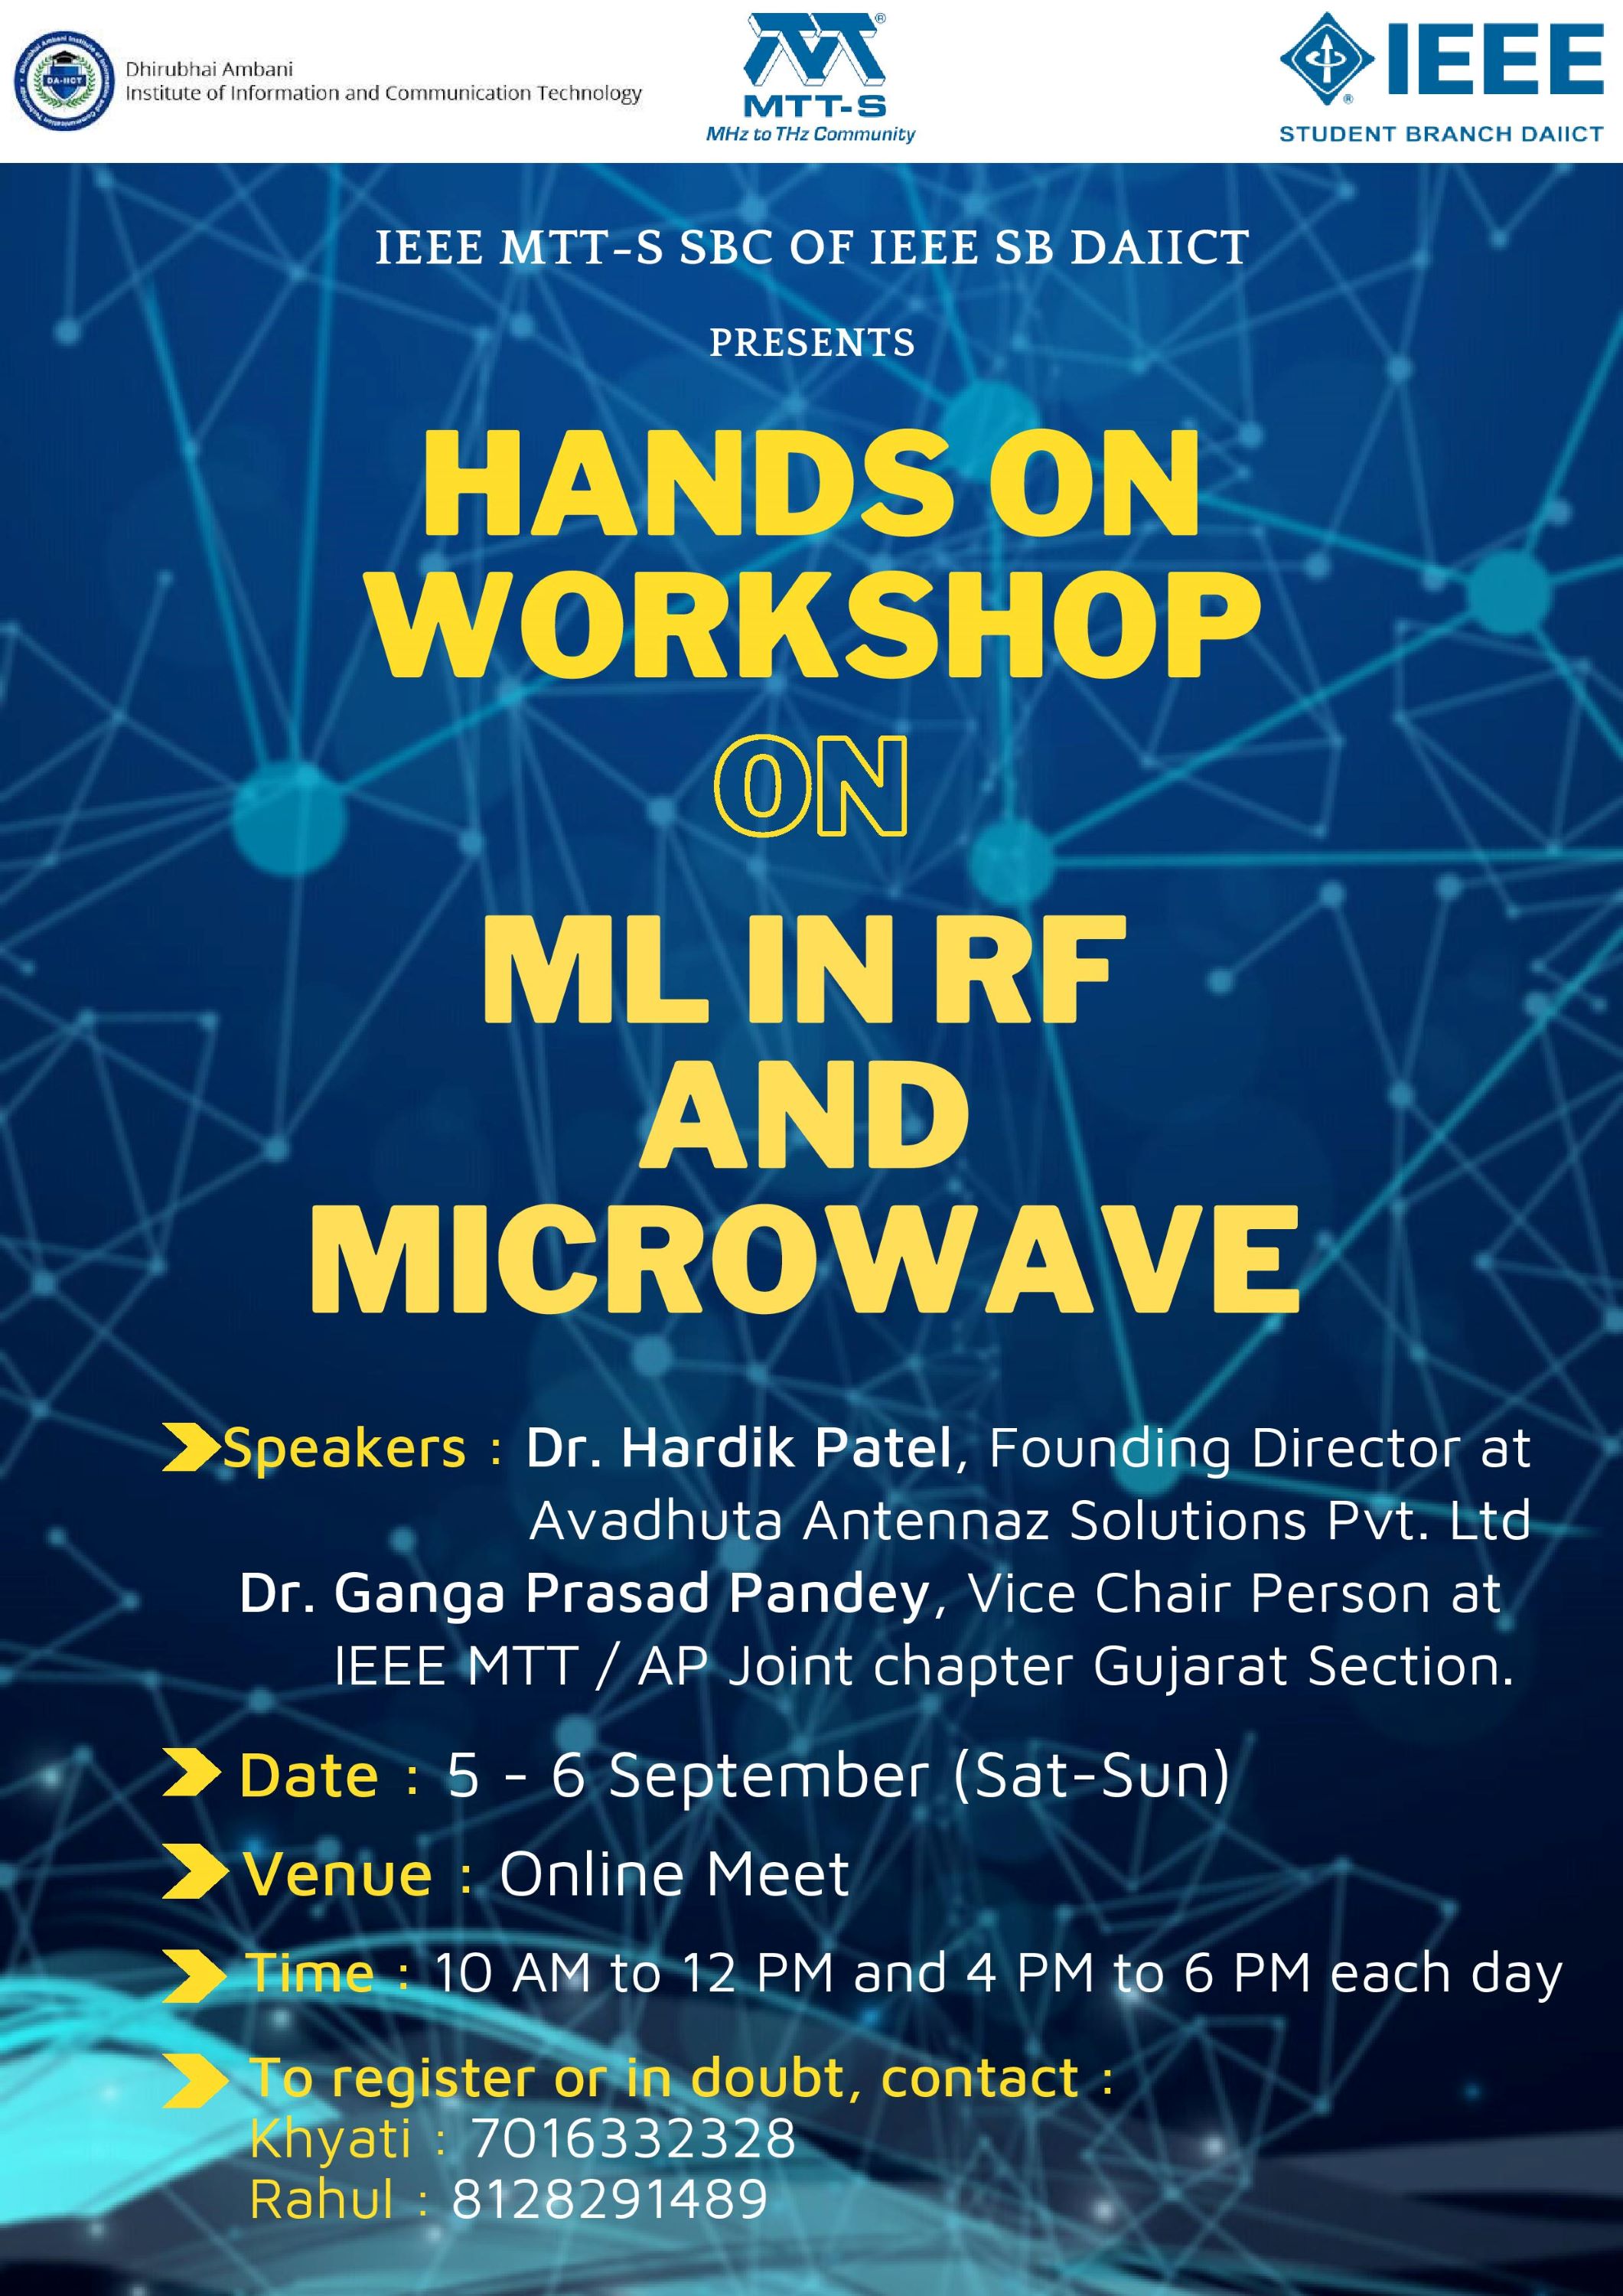 Dhirubhai Ambani
Institute of Information and Communication Technology
DA-IICT
MTT-S
MHz to THz Community
IEEE
STUDENT BRANCH DAIICT
IEEE MTT-S SBC OF IEEE SB DAIICT
PRESENTS
HANDS ON
WORKSHOP
ON
ML IN RF
AND
MICROWAVE
Speakers : Dr. Hardik Patel, Founding Director at
Avadhuta Antennaz Solutions Pvt. Ltd
Dr. Ganga Prasad Pandey, Vice Chair Person at
IEEE MTT / AP Joint chapter Gujarat Section.
Date : 5 - 6 September (Sat-Sun)
Venue : Online Meet
Time : 10 AM to 12 PM and 4 PM to 6 PM each day
To register or in doubt, contact :
Khyati : 7016332328
Rahul : 8128291489